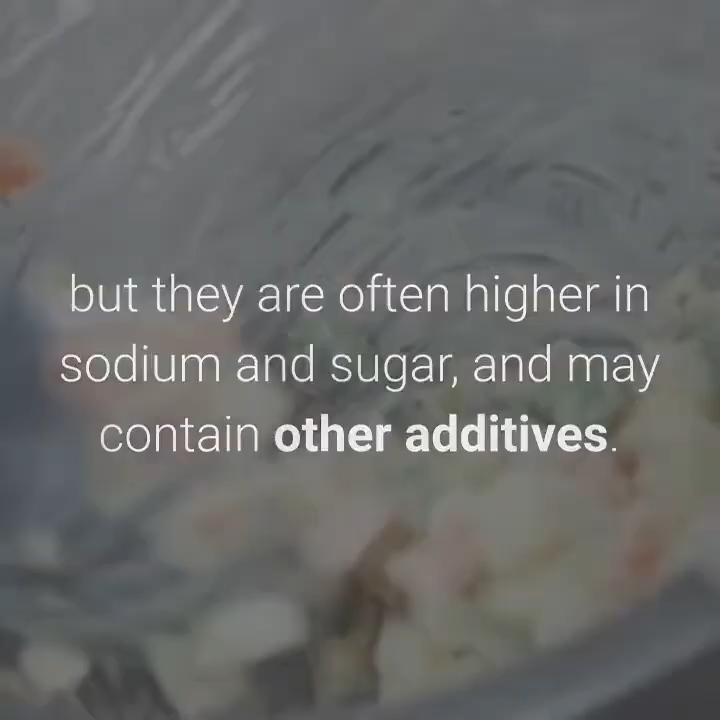 but they are often higher in
sodium and sugar, and may
contain other additives.